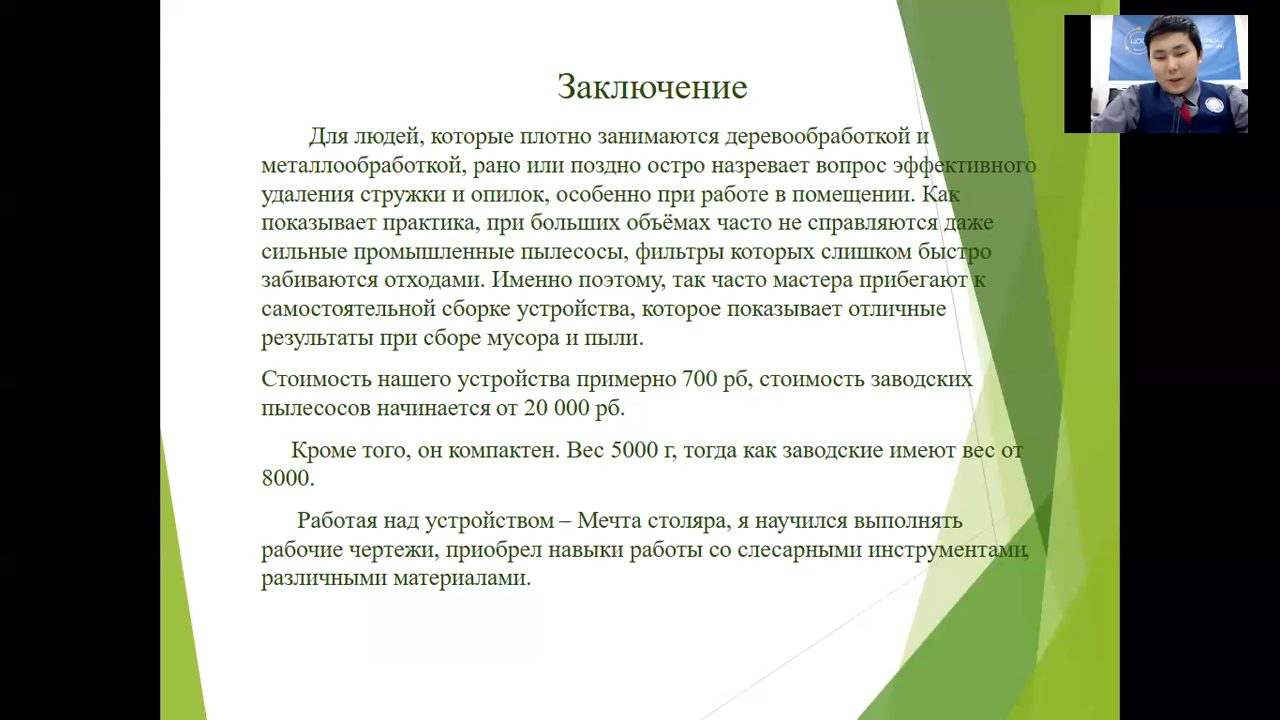 Заключение
Для людей, которые плотно занимаются деревообработкой и
металлообработкой, рано или поздно остро назревает вопрос эффективного
удаления стружки и опилок, особенно при работе в помещении. Как
показывает практика, при больших объёмах часто не справляются даже
сильные промышленные пылесосы, фильтры которых слишком быстро
забиваются отходами. Именно поэтому, так часто мастера прибегают к
самостоятельной сборке устройства, которое показывает отличные
результаты при сборе мусора и пыли.
Стоимость нашего устройства примерно 700 рб, стоимость заводских
пылесосов начинается от 20 000 рб.
Кроме того, он компактен. Вес 5000 г, тогда как заводские имеют вес от
8000.
Работая над устройством – Мечта столяра, я научился выполнять
рабочие чертежи, приобрел навыки работы со слесарными инструментами,
различными материалами.